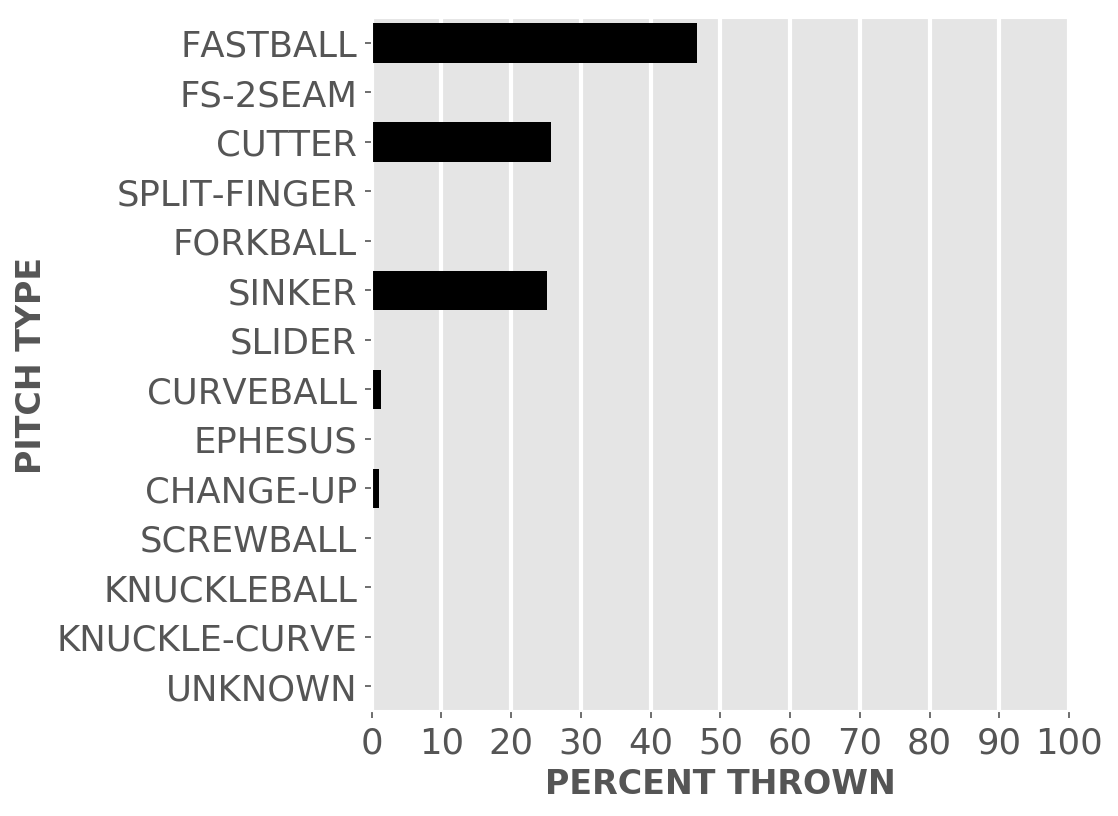 PITCH TYPE
FASTBALL
FS-2SEAM
CUTTER
SPLIT-FINGER
FORKBALL
SINKER
SLIDER
CURVEBALL
EPHESUS
CHANGE-UP
SCREWBALL
KNUCKLEBALL
KNUCKLE-CURVE
UNKNOWN
0 10 20 30 40 50 60 70 80 90 100
PERCENT THROWN